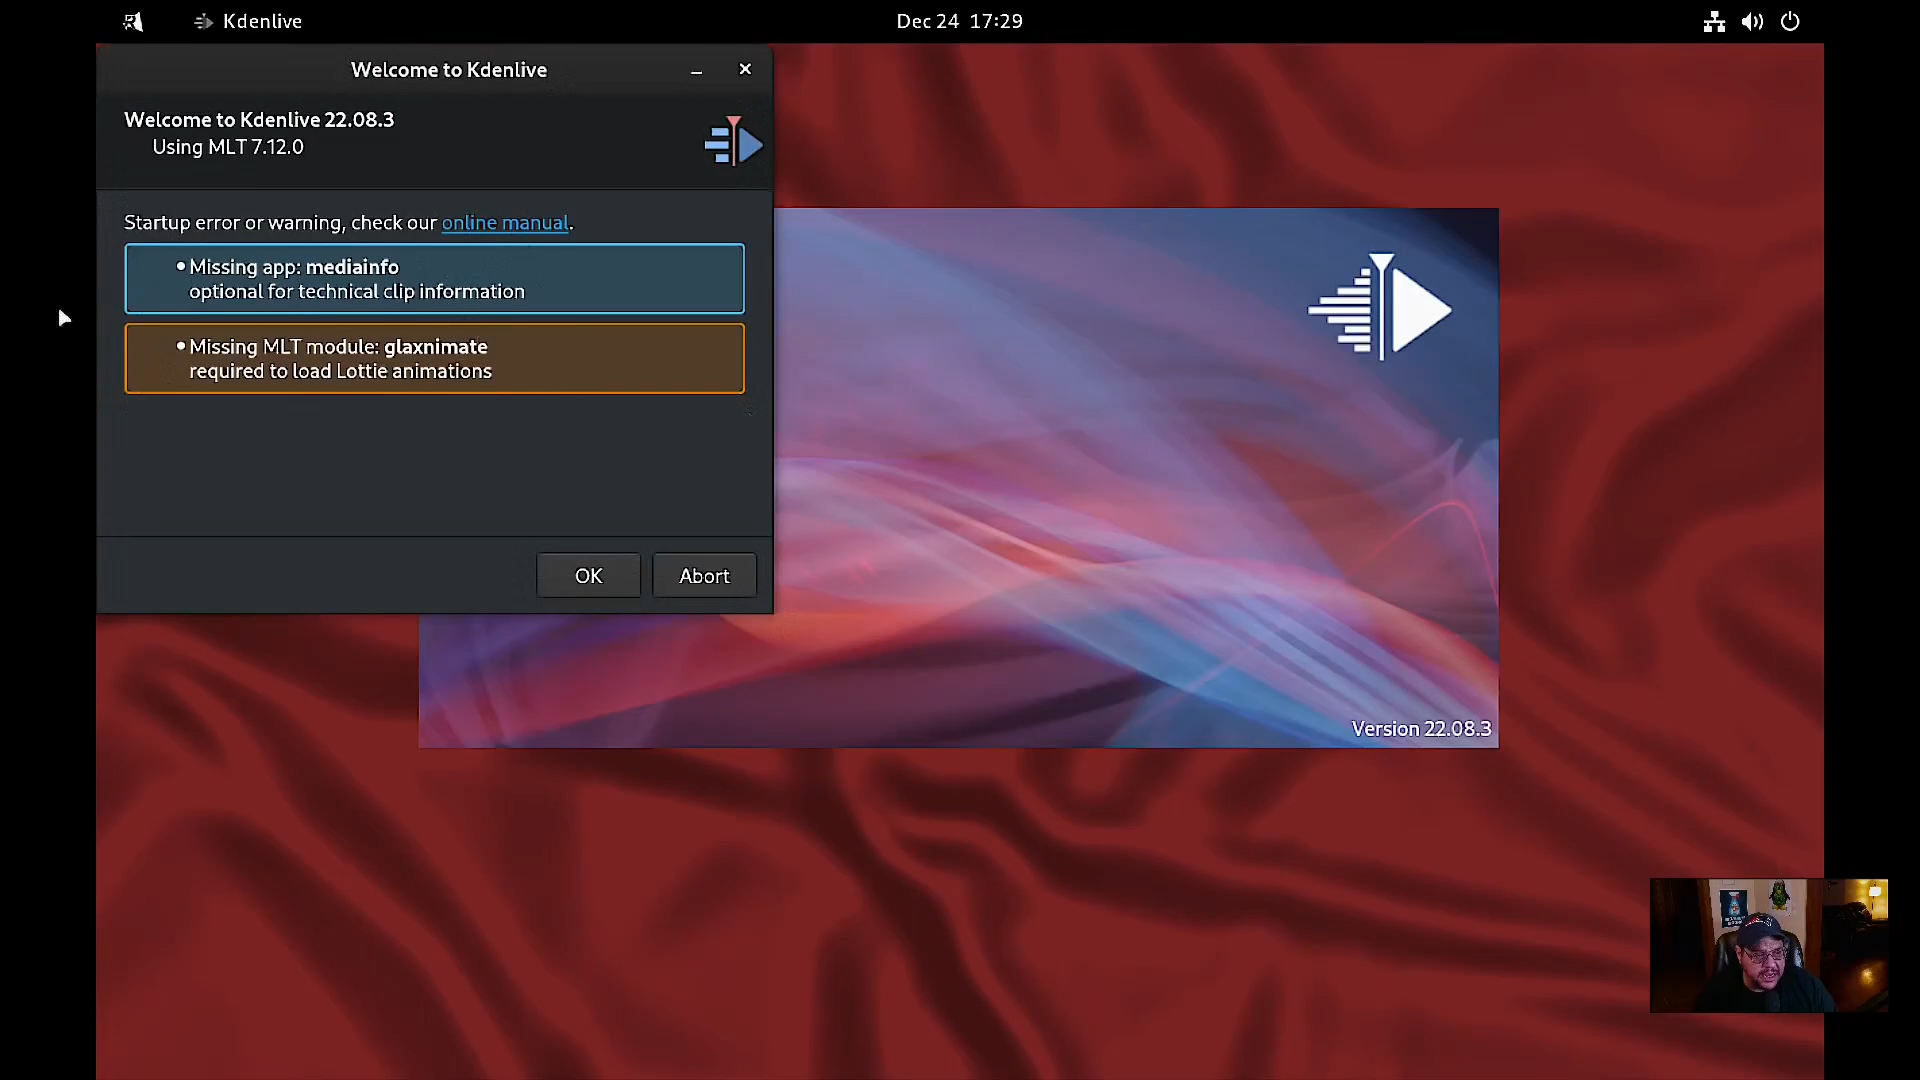 Kdenlive
Dec 24 17:29
Welcome to Kdenlive
Welcome to Kdenlive 22.08.3
Using MLT 7.12.0
Startup error or warning, check our online manual.
•Missing app: mediainfo
optional for technical clip information
•Missing MLT module: glaxnimate
required to load Lottie animations
OK
Abort
Version 22.08.3